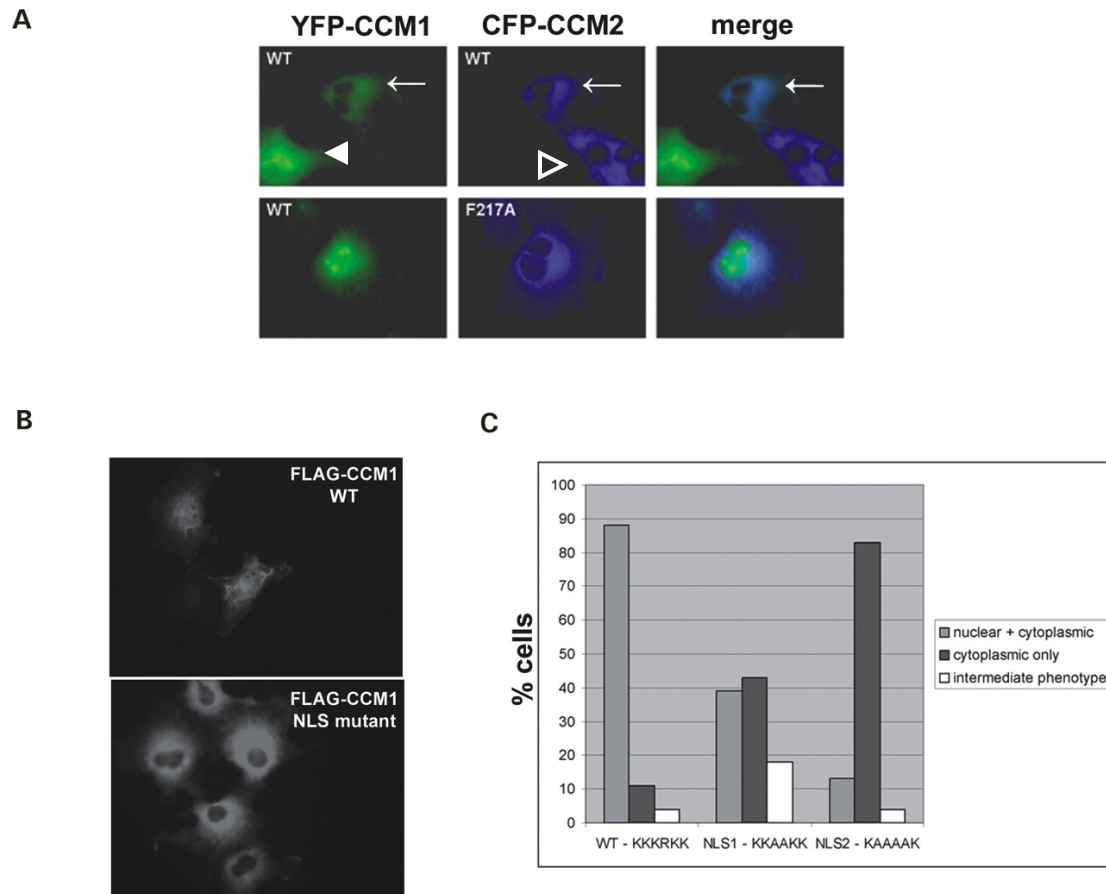 A
YFP-CCM1 CFP-CCM2 merge
WT WT
WT F217A
B
FLAG-CCM1
WT
FLAG-CCM1
NLS mutant
C
% cells
100
90
80
70
60
50
40
30
20
10
0
WT - KKKRKK NLS1 - KKAAKK NLS2 - KAAAAK
nuclear + cytoplasmic
cytoplasmic only
intermediate phenotype